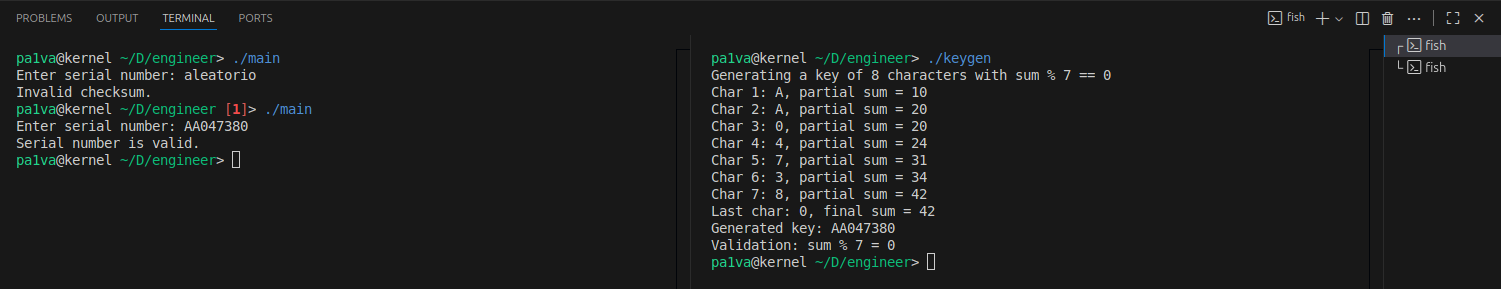 PROBLEMS OUTPUT TERMINAL PORTS fish
pa1va@kernel ~/D/engineer> ./main
Enter serial number: aleatorio
Invalid checksum.
pa1va@kernel ~/D/engineer [1]> ./main
Enter serial number: AA047380
Serial number is valid.
pa1va@kernel ~/D/engineer>
pa1va@kernel ~/D/engineer> ./keygen
Generating a key of 8 characters with sum % 7 == 0
Char 1: A, partial sum = 10
Char 2: A, partial sum = 20
Char 3: 0, partial sum = 20
Char 4: 4, partial sum = 24
Char 5: 7, partial sum = 31
Char 6: 3, partial sum = 34
Char 7: 8, partial sum = 42
Last char: 0, final sum = 42
Generated key: AA047380
Validation: sum % 7 = 0
pa1va@kernel ~/D/engineer>
fish
fish